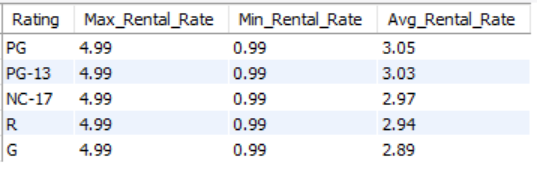 Rating Max_Rental_Rate Min_Rental_Rate Avg_Rental_Rate
PG 4.99 0.99 3.05
PG-13 4.99 0.99 3.03
NC-17 4.99 0.99 2.97
R 4.99 0.99 2.94
G 4.99 0.99 2.89